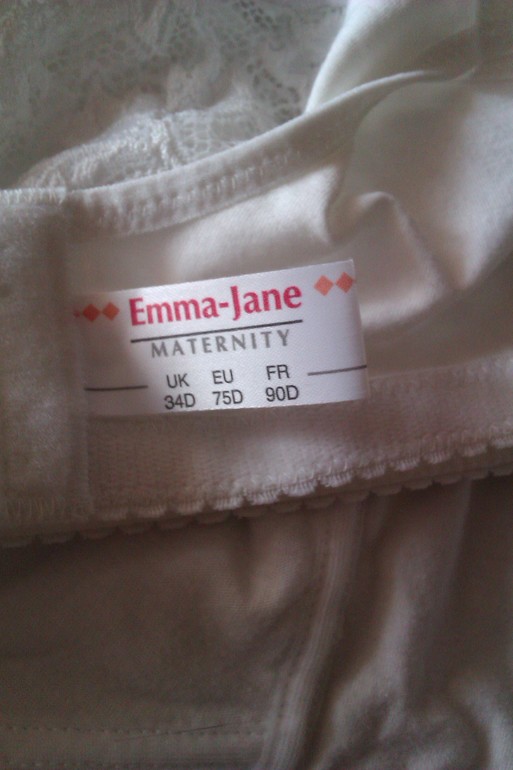 Emma-Jane
MATERNITY
UK EU FR
34D 75D 90D